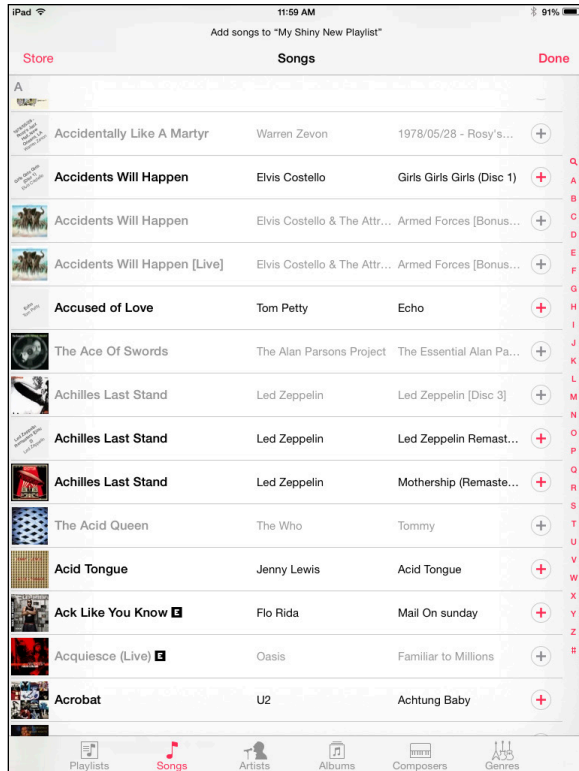 iPad 11:59 AM 91%
Add songs to “My Shiny New Playlist”
Store Songs Done
A
Accidentally Like A Martyr Warren Zevon 1978/05/28 - Rosy's...
Accidents Will Happen Elvis Costello Girls Girls Girls (Disc 1)
Accidents Will Happen Elvis Costello & The Attr... Armed Forces [Bonus...
Accidents Will Happen [Live] Elvis Costello & The Attr... Armed Forces [Bonus...
Accused of Love Tom Petty Echo
The Ace Of Swords The Alan Parsons Project The Essential Alan Pa...
Achilles Last Stand Led Zeppelin Led Zeppelin [Disc 3]
Achilles Last Stand Led Zeppelin Led Zeppelin Remast...
Achilles Last Stand Led Zeppelin Mothership (Remaste...
The Acid Queen The Who Tommy
Acid Tongue Jenny Lewis Acid Tongue
Ack Like You Know E Flo Rida Mail On sunday
Acquiesce (Live) E Oasis Familiar to Millions
Acrobat U2 Achtung Baby
A
B
C
D
E
F
G
H
I
J
K
L
M
N
O
P
Q
R
S
T
U
V
W
X
Y
Z
#
Playlists Songs Artists Albums Composers Genres